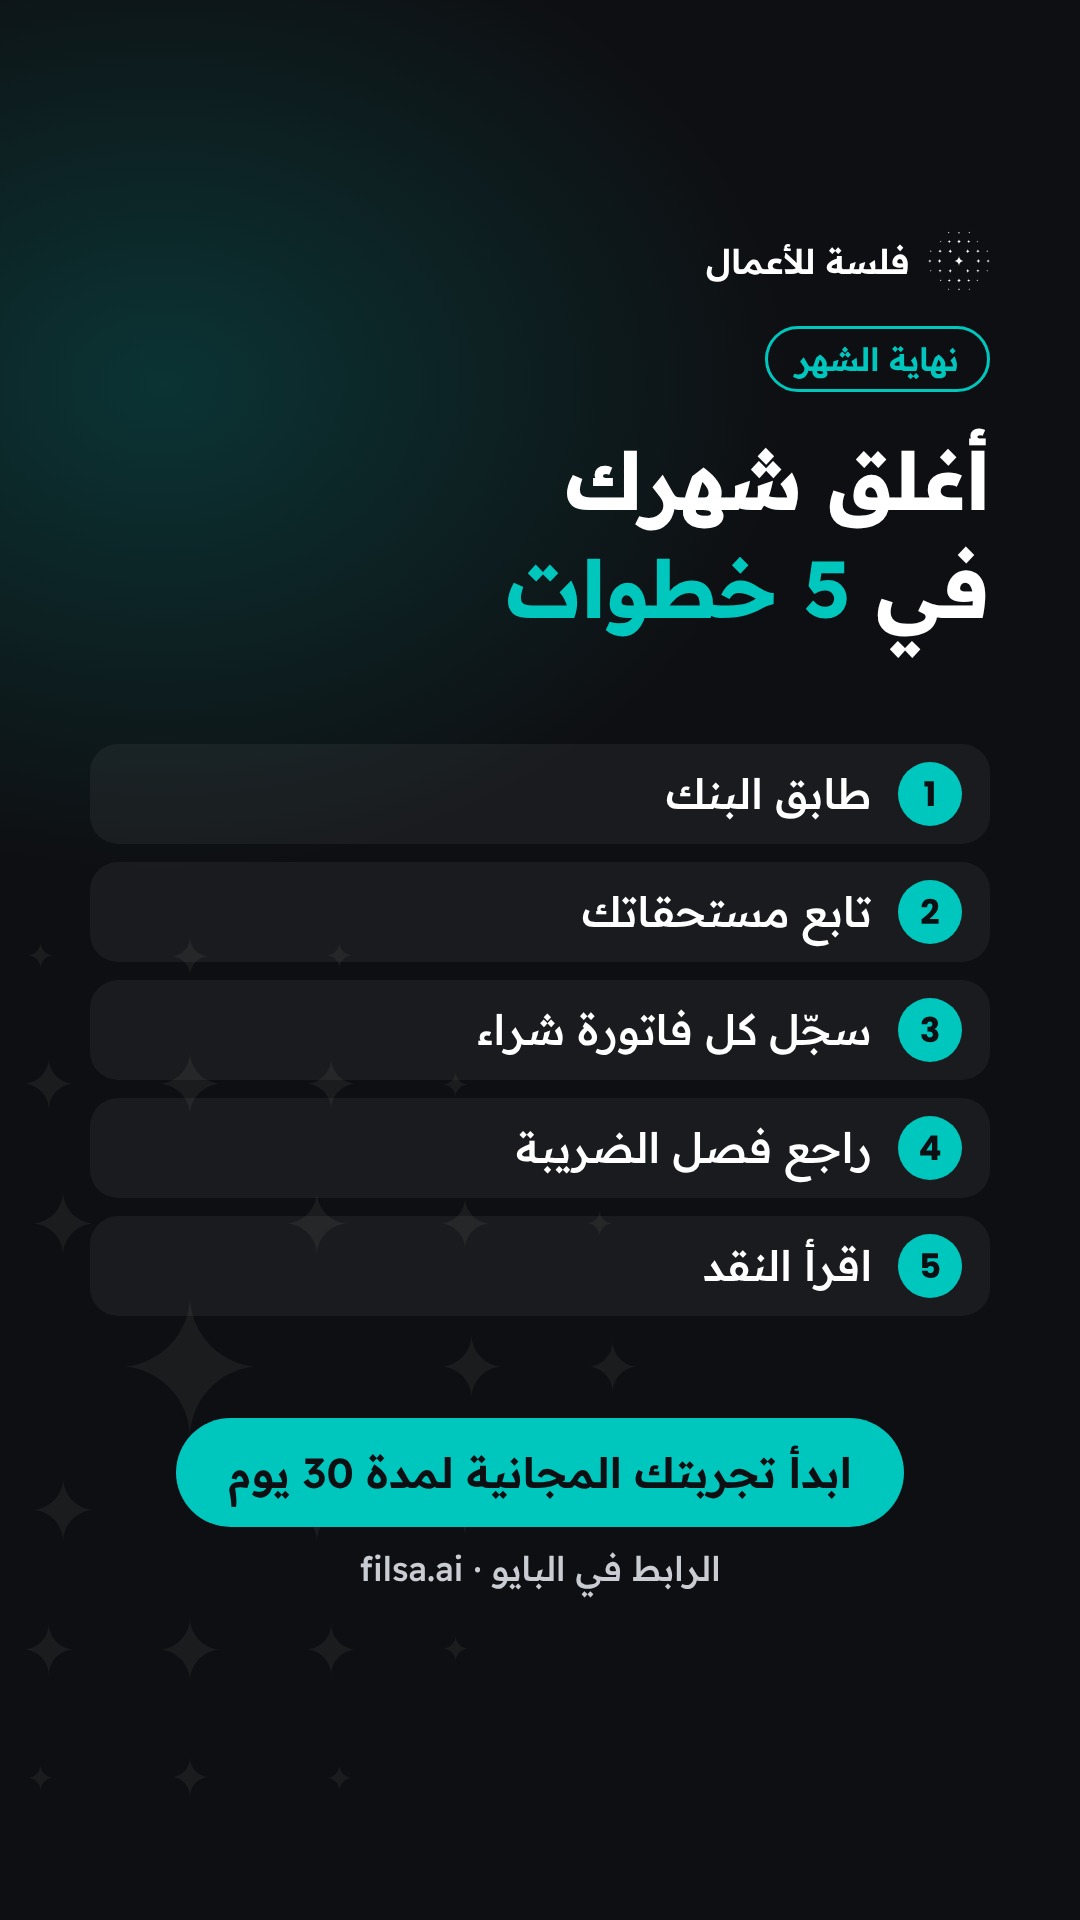 فلسة للأعمال
نهاية الشهر
أغلق شهرك
في 5 خطوات
1 طابق البنك
2 تابع مستحقاتك
3 سجّل كل فاتورة شراء
4 راجع فصل الضريبة
5 اقرأ النقد
ابدأ تجربتك المجانية لمدة 30 يوم
الرابط في البايو · filsa.ai